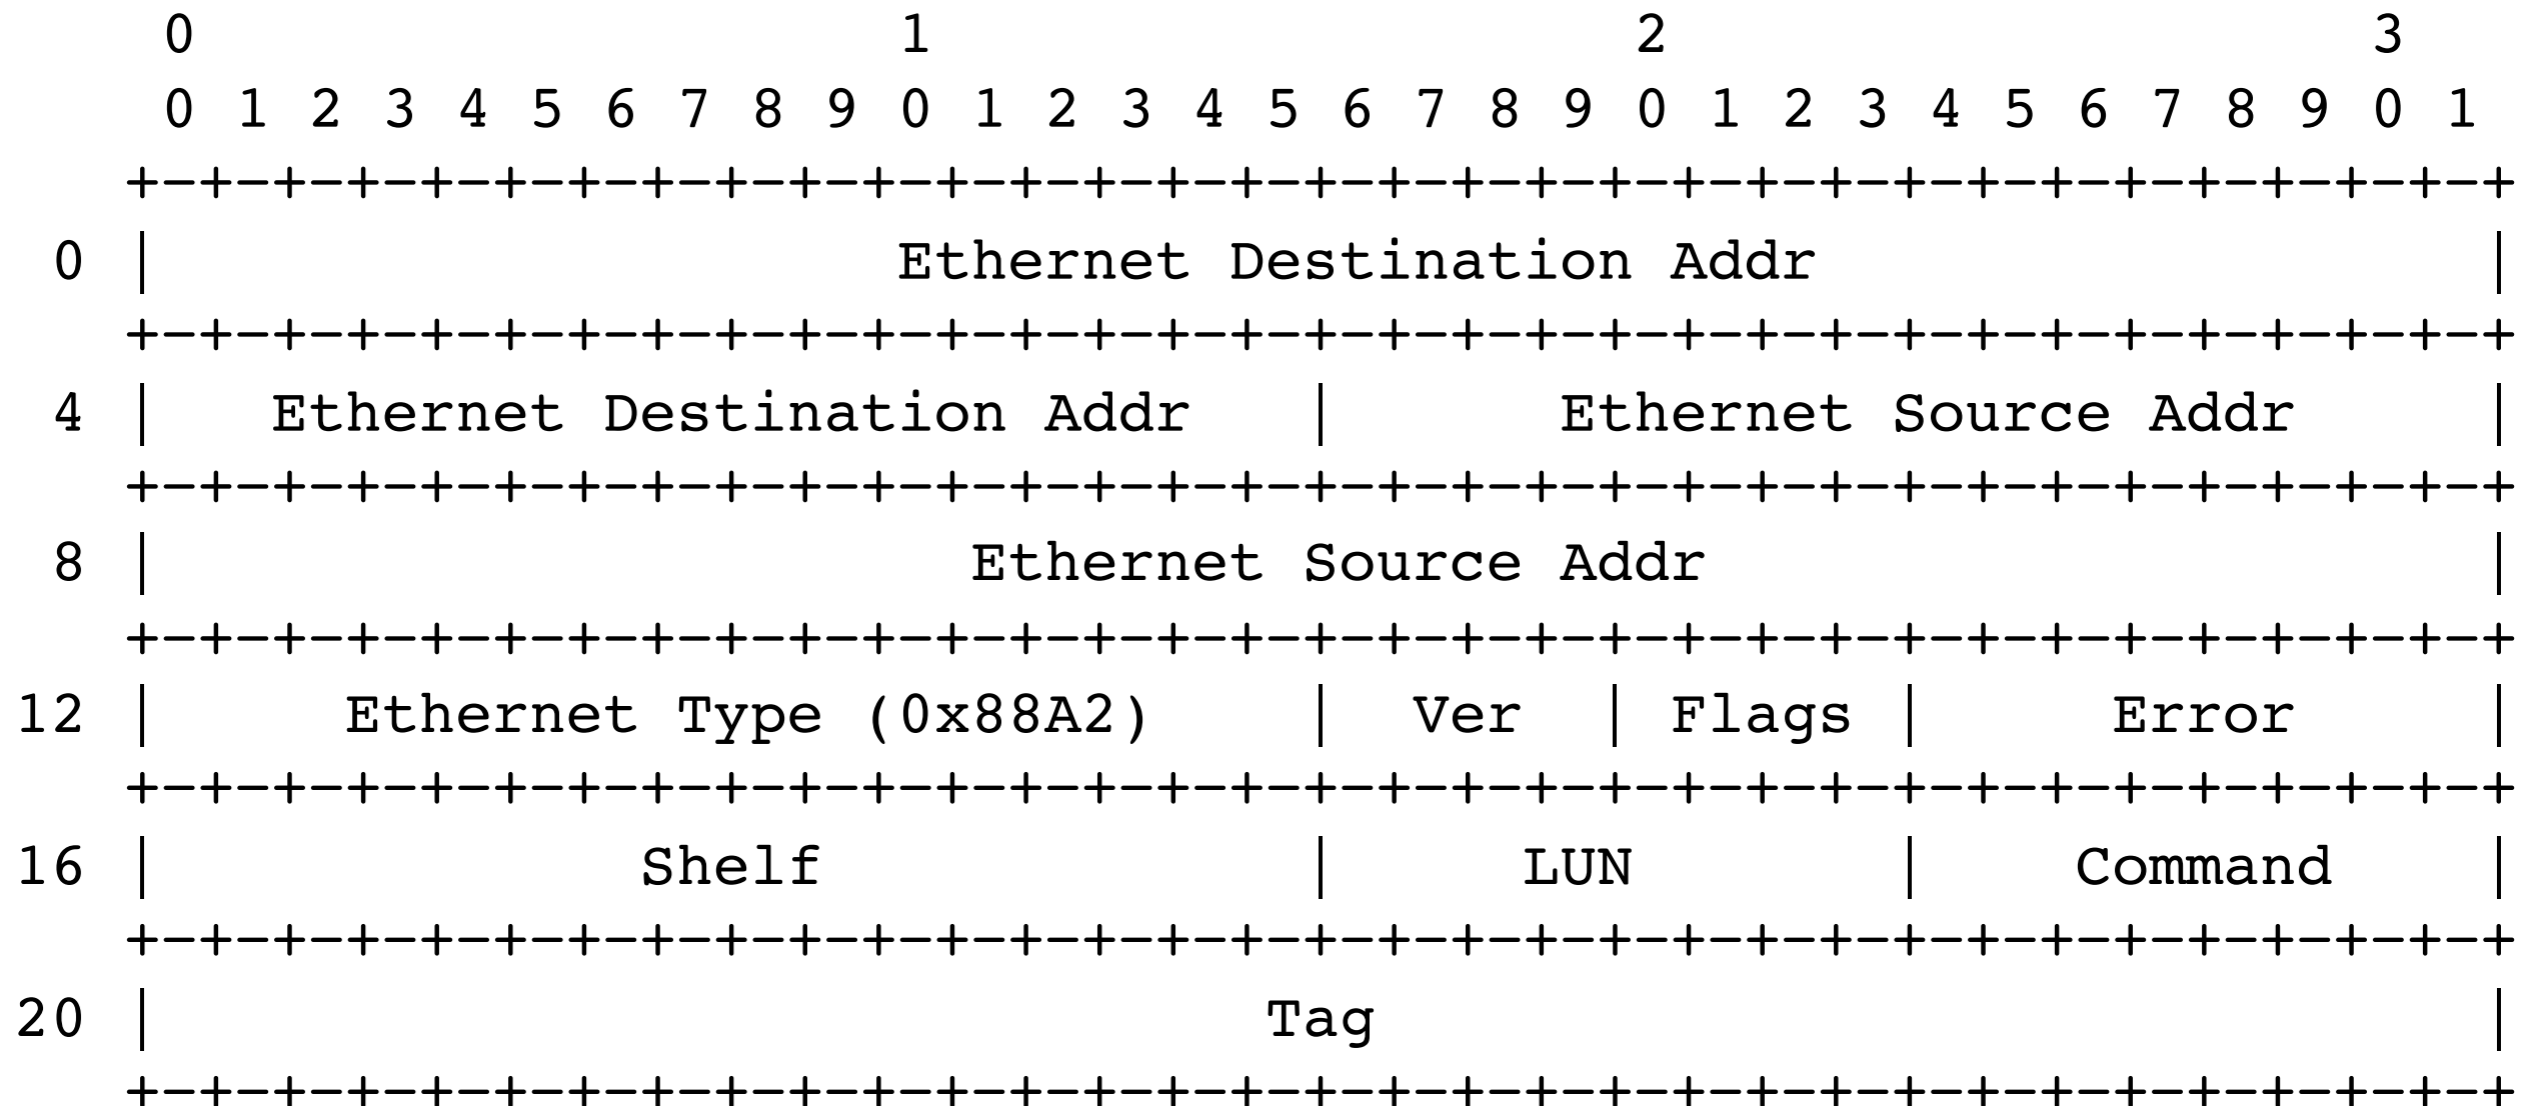 0                   1                   2                   3
0 1 2 3 4 5 6 7 8 9 0 1 2 3 4 5 6 7 8 9 0 1 2 3 4 5 6 7 8 9 0 1
+-+-+-+-+-+-+-+-+-+-+-+-+-+-+-+-+-+-+-+-+-+-+-+-+-+-+-+-+-+-+-+-+
0 | Ethernet Destination Addr |
+-+-+-+-+-+-+-+-+-+-+-+-+-+-+-+-+-+-+-+-+-+-+-+-+-+-+-+-+-+-+-+-+
4 | Ethernet Destination Addr | Ethernet Source Addr |
+-+-+-+-+-+-+-+-+-+-+-+-+-+-+-+-+-+-+-+-+-+-+-+-+-+-+-+-+-+-+-+-+
8 | Ethernet Source Addr |
+-+-+-+-+-+-+-+-+-+-+-+-+-+-+-+-+-+-+-+-+-+-+-+-+-+-+-+-+-+-+-+-+
12 | Ethernet Type (0x88A2) | Ver | Flags | Error |
+-+-+-+-+-+-+-+-+-+-+-+-+-+-+-+-+-+-+-+-+-+-+-+-+-+-+-+-+-+-+-+-+
16 | Shelf | LUN | Command |
+-+-+-+-+-+-+-+-+-+-+-+-+-+-+-+-+-+-+-+-+-+-+-+-+-+-+-+-+-+-+-+-+
20 | Tag |
+-+-+-+-+-+-+-+-+-+-+-+-+-+-+-+-+-+-+-+-+-+-+-+-+-+-+-+-+-+-+-+-+